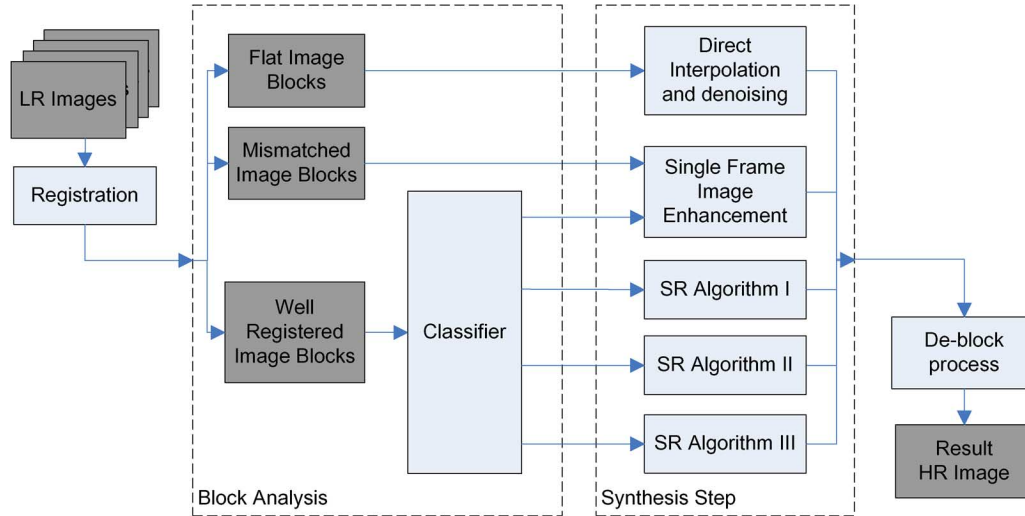 LR Images
Registration
Flat Image
Blocks
Mismatched
Image Blocks
Well
Registered
Image Blocks
Classifier
Block Analysis
Direct
Interpolation
and denoising
Single Frame
Image
Enhancement
SR Algorithm I
SR Algorithm II
SR Algorithm III
Synthesis Step
De-block
process
Result
HR Image